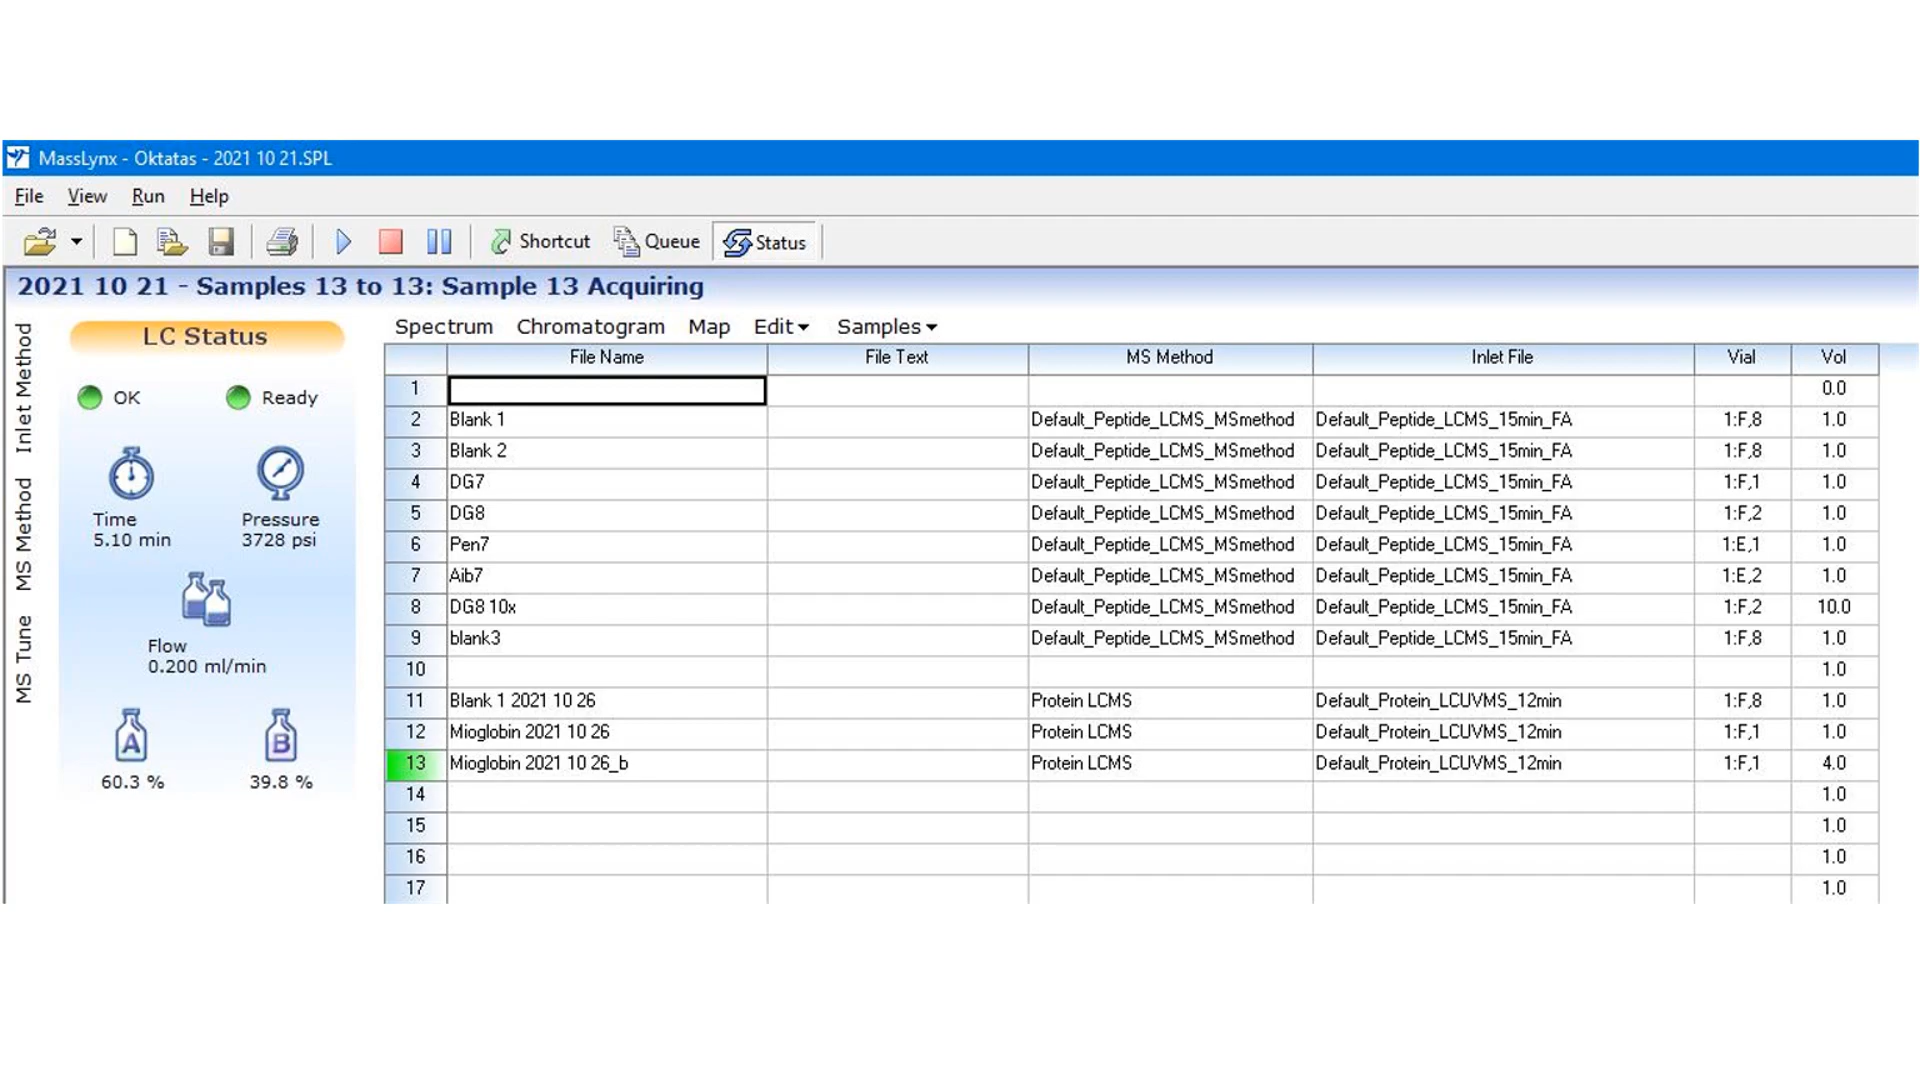 MassLynx - Oktatas - 2021 10 21.SPL
File View Run Help
Shortcut Queue Status
2021 10 21 - Samples 13 to 13: Sample 13 Acquiring
Inlet Method
MS Method
MS Tune
LC Status
OK Ready
Time
5.10 min
Pressure
3728 psi
Flow
0.200 ml/min
A
60.3 %
B
39.8 %
Spectrum Chromatogram Map Edit Samples
File Name File Text MS Method Inlet File Vial Vol
1 0.0
2 Blank 1 Default_Peptide_LCMS_MSmethod Default_Peptide_LCMS_15min_FA 1:F,8 1.0
3 Blank 2 Default_Peptide_LCMS_MSmethod Default_Peptide_LCMS_15min_FA 1:F,8 1.0
4 DG7 Default_Peptide_LCMS_MSmethod Default_Peptide_LCMS_15min_FA 1:F,1 1.0
5 DG8 Default_Peptide_LCMS_MSmethod Default_Peptide_LCMS_15min_FA 1:F,2 1.0
6 Pen7 Default_Peptide_LCMS_MSmethod Default_Peptide_LCMS_15min_FA 1:E,1 1.0
7 Aib7 Default_Peptide_LCMS_MSmethod Default_Peptide_LCMS_15min_FA 1:E,2 1.0
8 DG8 10x Default_Peptide_LCMS_MSmethod Default_Peptide_LCMS_15min_FA 1:F,2 10.0
9 blank3 Default_Peptide_LCMS_MSmethod Default_Peptide_LCMS_15min_FA 1:F,8 1.0
10 1.0
11 Blank 1 2021 10 26 Protein LCMS Default_Protein_LCUVMS_12min 1:F,8 1.0
12 Mioglobin 2021 10 26 Protein LCMS Default_Protein_LCUVMS_12min 1:F,1 1.0
13 Mioglobin 2021 10 26_b Protein LCMS Default_Protein_LCUVMS_12min 1:F,1 4.0
14 1.0
15 1.0
16 1.0
17 1.0